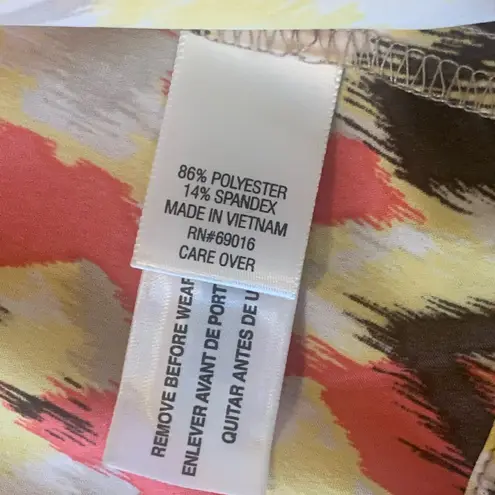 86% POLYESTER
14% SPANDEX
MADE IN VIETNAM
RN#69016
CARE OVER
REMOVE BEFORE WEAR
ENLEVER AVANT DE PORT
QUITAR ANTES DE U